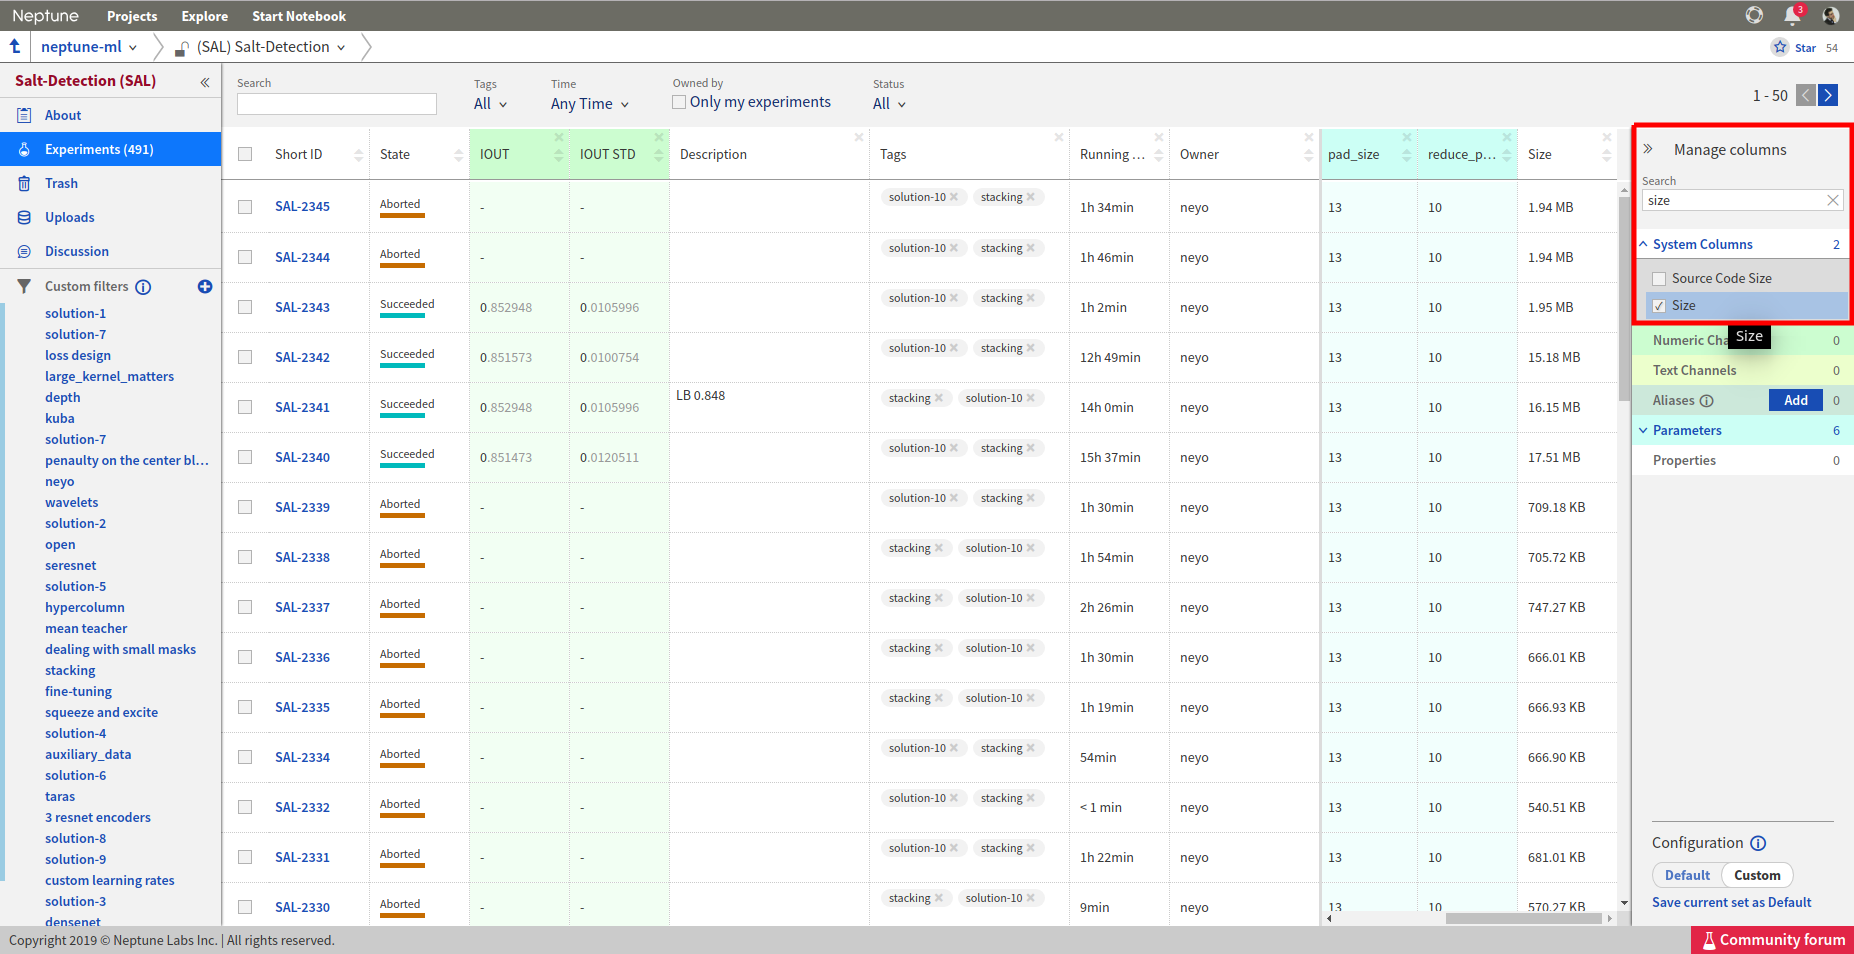 Neptune Projects Explore Start Notebook 3
neptune-ml (SAL) Salt-Detection Star 54
Salt-Detection (SAL) «
About
Experiments (491)
Trash
Uploads
Discussion
Custom filters
solution-1
solution-7
loss design
large_kernel_matters
depth
kuba
solution-7
penaulty on the center bl...
neyo
wavelets
solution-2
open
seresnet
solution-5
hypercolumn
mean teacher
dealing with small masks
stacking
fine-tuning
squeeze and excite
solution-4
auxiliary_data
solution-6
taras
3 resnet encoders
solution-8
solution-9
custom learning rates
solution-3
densenet
Search Tags Time Owned by Status
All Any Time Only my experiments All 1 - 50
Short ID State IOUT IOUT STD Description Tags Running ... Owner pad_size reduce_p... Size
SAL-2345 Aborted - - solution-10 stacking 1h 34min neyo 13 10 1.94 MB
SAL-2344 Aborted - - solution-10 stacking 1h 46min neyo 13 10 1.94 MB
SAL-2343 Succeeded 0.852948 0.0105996 solution-10 stacking 1h 2min neyo 13 10 1.95 MB
SAL-2342 Succeeded 0.851573 0.0100754 solution-10 stacking 12h 49min neyo 13 10 15.18 MB
SAL-2341 Succeeded 0.852948 0.0105996 LB 0.848 stacking solution-10 14h 0min neyo 13 10 16.15 MB
SAL-2340 Succeeded 0.851473 0.0120511 solution-10 stacking 15h 37min neyo 13 10 17.51 MB
SAL-2339 Aborted - - solution-10 stacking 1h 30min neyo 13 10 709.18 KB
SAL-2338 Aborted - - stacking solution-10 1h 54min neyo 13 10 705.72 KB
SAL-2337 Aborted - - stacking solution-10 2h 26min neyo 13 10 747.27 KB
SAL-2336 Aborted - - stacking solution-10 1h 30min neyo 13 10 666.01 KB
SAL-2335 Aborted - - stacking solution-10 1h 19min neyo 13 10 666.93 KB
SAL-2334 Aborted - - solution-10 stacking 54min neyo 13 10 666.90 KB
SAL-2332 Aborted - - solution-10 stacking < 1 min neyo 13 10 540.51 KB
SAL-2331 Aborted - - solution-10 stacking 1h 22min neyo 13 10 681.01 KB
SAL-2330 Aborted - - stacking solution-10 9min neyo 13 10 570.27 KB
» Manage columns
Search
size
System Columns 2
Source Code Size
Size
Size
Numeric Cha 0
Text Channels 0
Aliases Add 0
Parameters 6
Properties 0
Configuration
Default Custom
Save current set as Default
Copyright 2019 © Neptune Labs Inc. | All rights reserved. Community forum